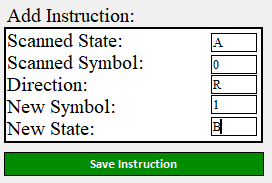 Add Instruction:
Scanned State: A
Scanned Symbol: 0
Direction: R
New Symbol: 1
New State: B
Save Instruction